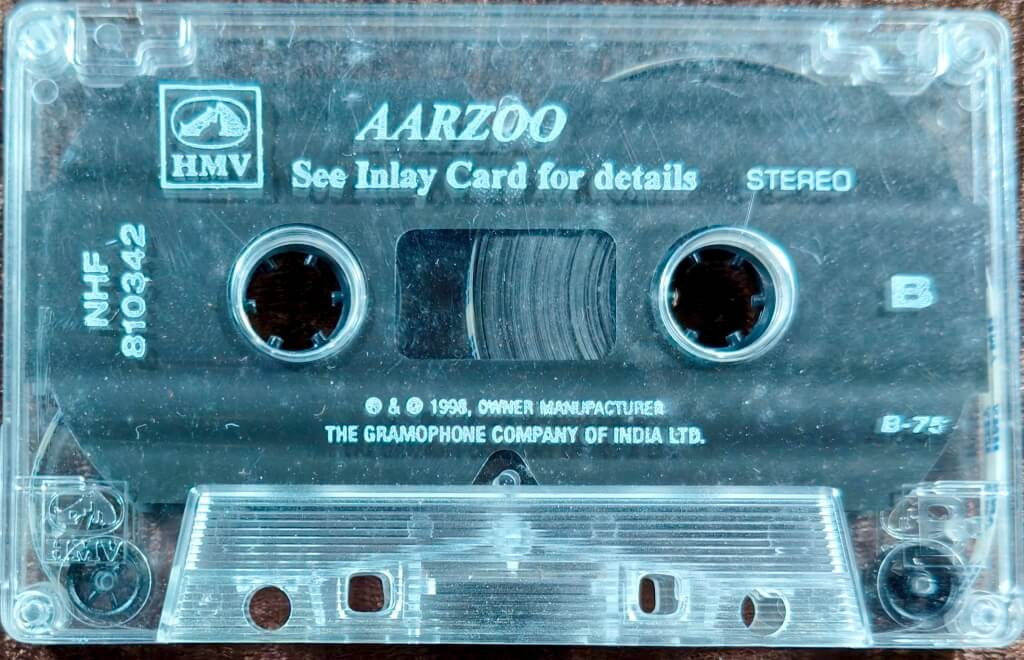 AARZOO
HMV
See Inlay Card for details
STEREO
NHF
810342
B
℗ & © 1998, OWNER MANUFACTURER
THE GRAMOPHONE COMPANY OF INDIA LTD.
B-75
HMV